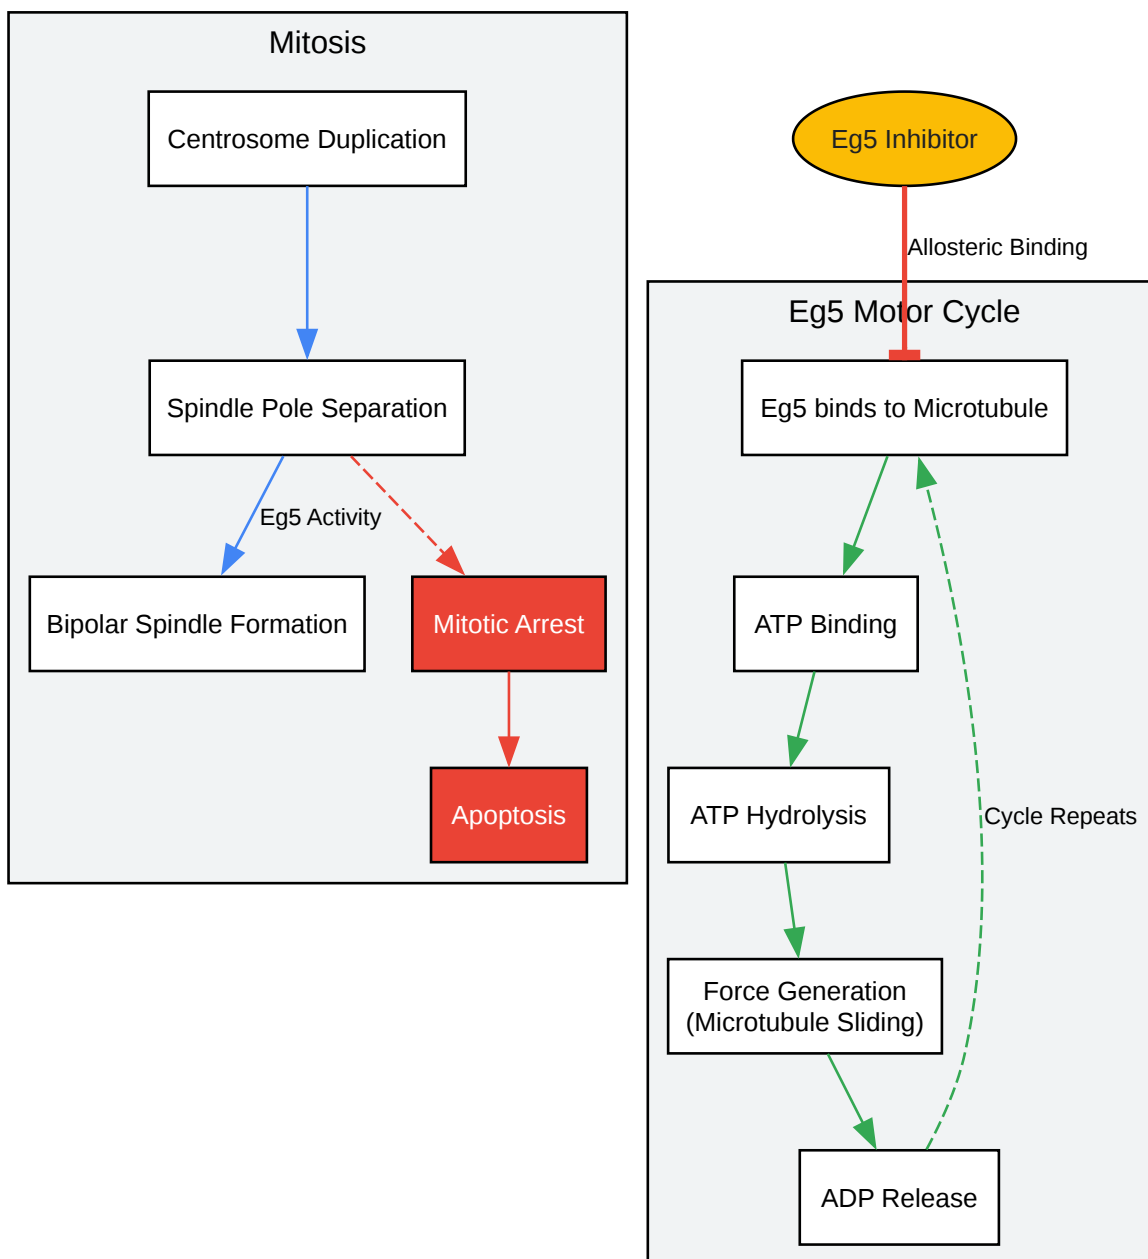 Mitosis
Centrosome Duplication
Spindle Pole Separation
Eg5 Activity
Bipolar Spindle Formation
Mitotic Arrest
Apoptosis
Eg5 Inhibitor
Allosteric Binding
Eg5 Motor Cycle
Eg5 binds to Microtubule
ATP Binding
ATP Hydrolysis
Cycle Repeats
Force Generation
(Microtubule Sliding)
ADP Release